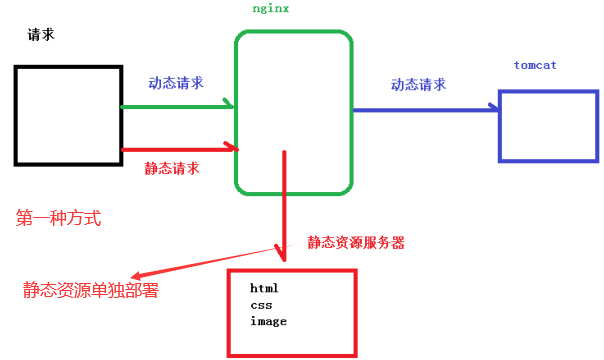 nginx
请求
tomcat
动态请求
动态请求
静态请求
第一种方式
静态资源服务器
静态资源单独部署
html
css
image